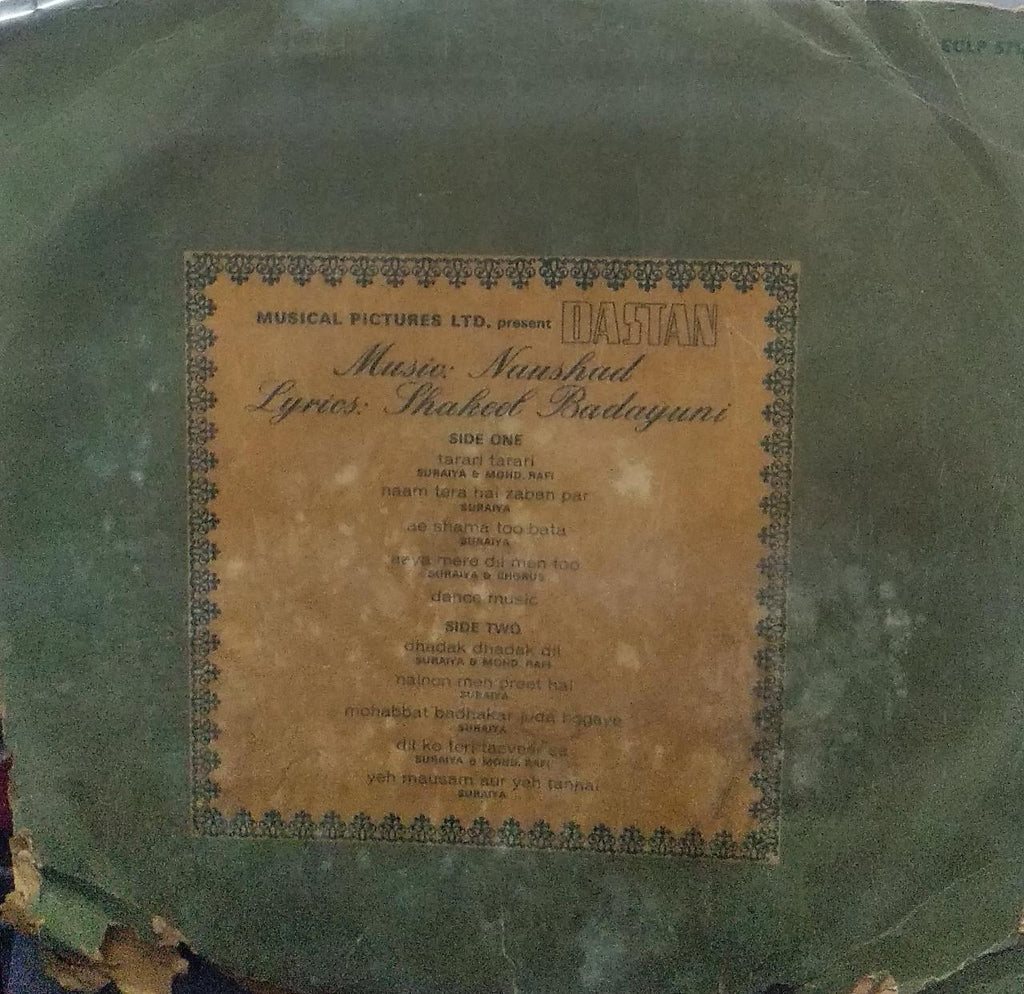 MUSICAL PICTURES LTD. present DASTAN
Music: Naushad
Lyrics: Shakeel Badayuni
SIDE ONE
tarari tarari
SURAIYA & MOHD. RAFI
naam tera hai zaban par
SURAIYA
ae shama too bata
SURAIYA
aaya mere dil men too
SURAIYA & CHORUS
dance music
SIDE TWO
dhadak dhadak dil
SURAIYA & MOHD. RAFI
nainon men preet hai
SURAIYA
mohabbat badhakar juda hogaye
SURAIYA
dil ko teri tasveer se
SURAIYA & MOHD. RAFI
yeh mausam aur yeh tanhai
SURAIYA